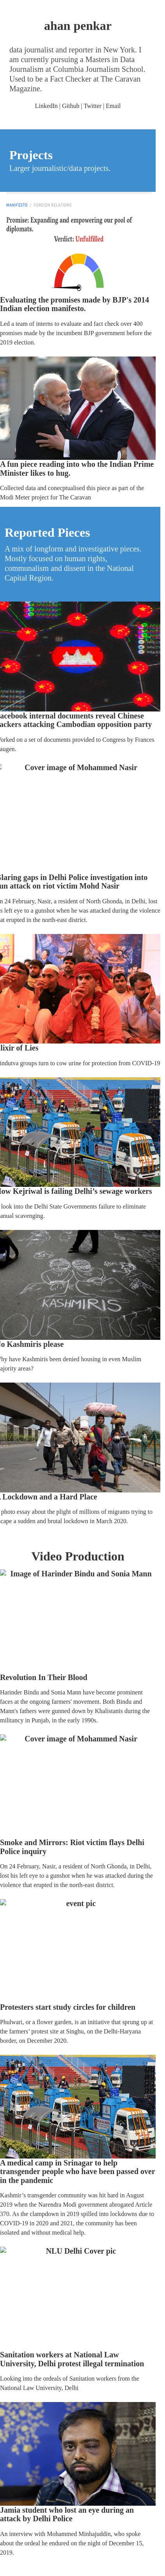 ahan penkar
data journalist and reporter in New York. I
am currently pursuing a Masters in Data
Journalism at Columbia Journalism School.
Used to be a Fact Checker at The Caravan
Magazine.
LinkedIn | Github | Twitter | Email
Projects
Larger journalistic/data projects.
MANIFESTO / FOREIGN RELATIONS
Promise: Expanding and empowering our pool of
diplomats.
Verdict: Unfulfilled
Evaluating the promises made by BJP's 2014
Indian election manifesto.
Led a team of interns to evaluate and fact check over 400
promises made by the incumbent BJP government before the
2019 election.
A fun piece reading into who the Indian Prime
Minister likes to hug.
Collected data and conceptualised this piece as part of the
Modi Meter project for The Caravan
Reported Pieces
A mix of longform and investigative pieces.
Mostly focused on human rights,
communalism and dissent in the National
Capital Region.
acebook internal documents reveal Chinese
ackers attacking Cambodian opposition party
orked on a set of documents provided to Congress by Frances
augen.
Cover image of Mohammed Nasir
laring gaps in Delhi Police investigation into
un attack on riot victim Mohd Nasir
n 24 February, Nasir, a resident of North Ghonda, in Delhi, lost
s left eye to a gunshot when he was attacked during the violence
at erupted in the north-east district.
lixir of Lies
indutva groups turn to cow urine for protection from COVID-19
ow Kejriwal is failing Delhi's sewage workers
look into the Delhi State Governments failure to eliminate
anual scavenging.
KASHMIRIS
o Kashmiris please
hy have Kashmiris been denied housing in even Muslim
ajority areas?
Lockdown and a Hard Place
photo essay about the plight of millions of migrants trying to
cape a sudden and brutal lockdown in March 2020.
Video Production
Image of Harinder Bindu and Sonia Mann
Revolution In Their Blood
Harinder Bindu and Sonia Mann have become prominent
faces at the ongoing farmers' movement. Both Bindu and
Mann's fathers were gunned down by Khalistanis during the
militancy in Punjab, in the early 1990s.
Cover image of Mohammed Nasir
Smoke and Mirrors: Riot victim flays Delhi
Police inquiry
On 24 February, Nasir, a resident of North Ghonda, in Delhi,
lost his left eye to a gunshot when he was attacked during the
violence that erupted in the north-east district.
event pic
Protesters start study circles for children
Phulwari, or a flower garden, is an initiative that sprung up at
the farmers' protest site at Singhu, on the Delhi-Haryana
border, on December 2020.
A medical camp in Srinagar to help
transgender people who have been passed over
in the pandemic
Kashmir's transgender community was hit hard in August
2019 when the Narendra Modi government abrogated Article
370. As the clampdown in 2019 spilled into lockdowns due to
COVID-19 in 2020 and 2021, the community has been
isolated and without medical help.
NLU Delhi Cover pic
Sanitation workers at National Law
University, Delhi protest illegal termination
Looking into the ordeals of Sanitation workers from the
National Law University, Delhi
Jamia student who lost an eye during an
attack by Delhi Police
An interview with Mohammed Minhajuddin, who spoke
about the ordeal he endured on the night of December 15,
2019.